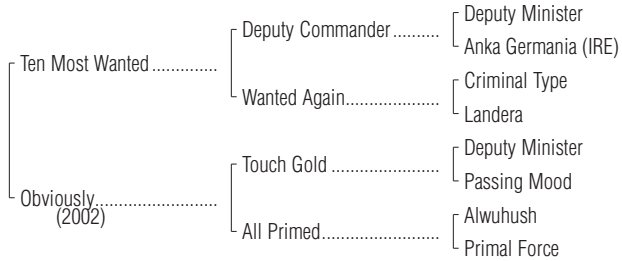 Deputy Minister
Deputy Commander..........
Anka Germania (IRE)
Ten Most Wanted..............
Criminal Type
Wanted Again....................
Landera
Deputy Minister
Touch Gold .......................
Passing Mood
Obviously..........................
(2002)
Alwuhush
All Primed.........................
Primal Force